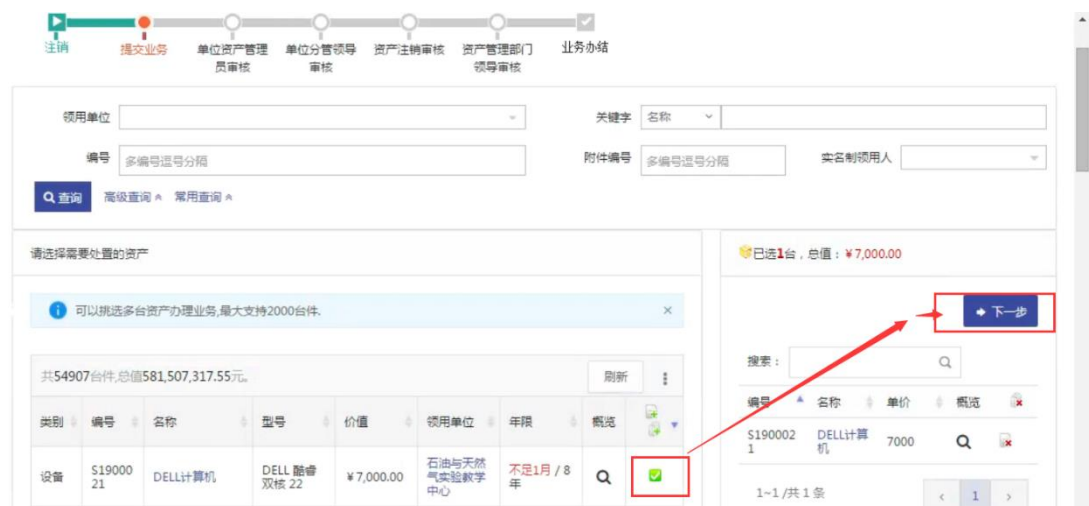 注销
提交业务
单位资产管理
员审核
单位分管领导
审核
资产注销审核
资产管理部门
领导审核
业务办结
领用单位
关键字 名称
编号 多编号逗号分隔
附件编号 多编号逗号分隔
实名制领用人
查询 高级查询 常用查询
请选择需要处置的资产
已选1台，总值：￥7,000.00
可以挑选多台资产办理业务,最大支持2000台件. ×
下一步
共54907台件,总值581,507,317.55元。
刷新
搜素：
类别 编号 名称 型号 价值 领用单位 年限 概览
编号 名称 单价 概览
设备
S19000
21
DELL计算机
DELL 酷睿
双核 22
￥7,000.00
石油与天然
气实验教学
中心
不足1月 / 8
年
S190002
1
DELL计算
机
7000
1~1 /共 1 条
‹ 1 ›